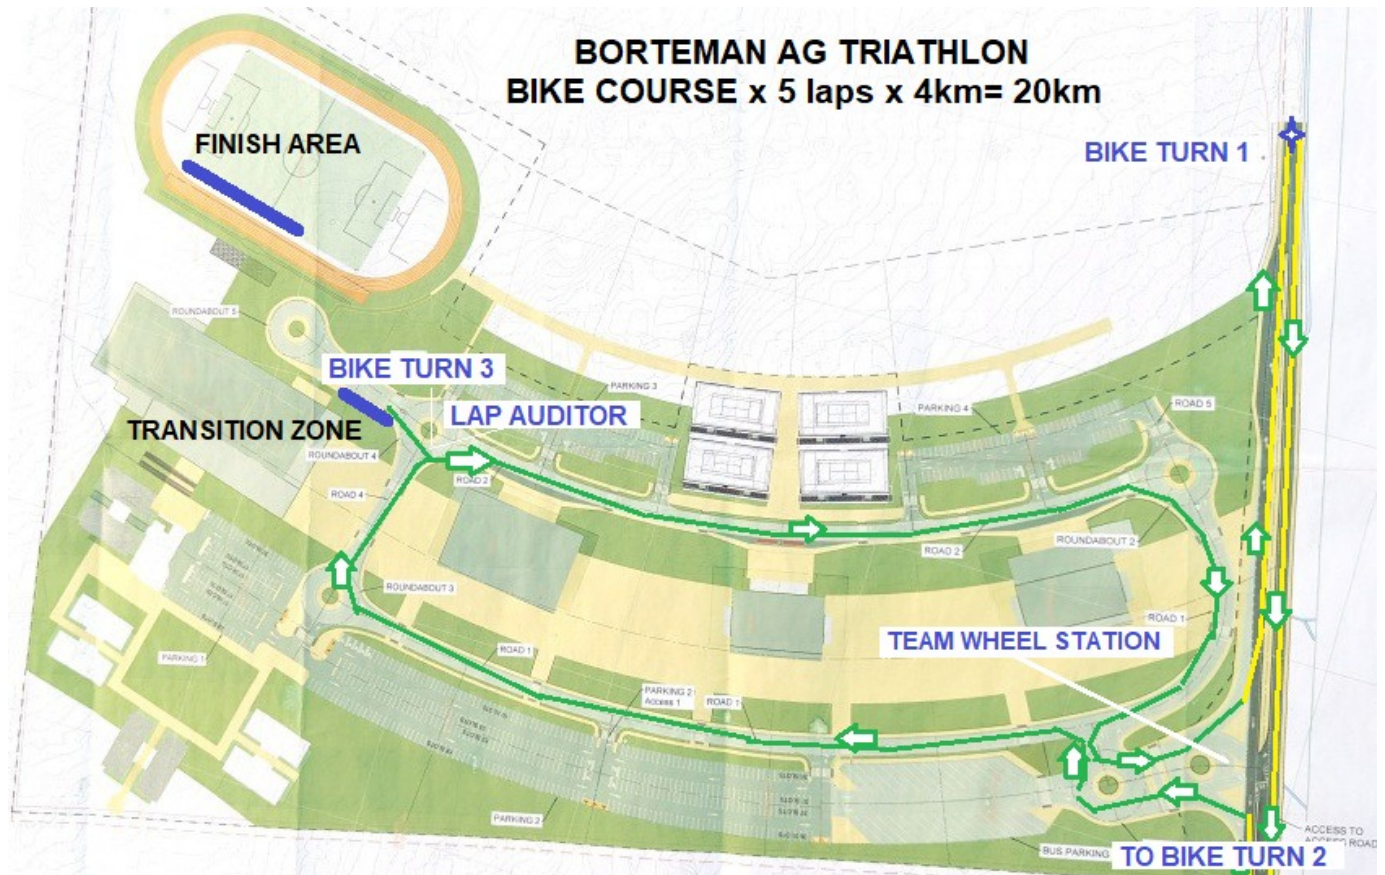 BORTEMAN AG TRIATHLON
BIKE COURSE x 5 laps x 4km= 20km
FINISH AREA
BIKE TURN 1
ROUNDABOUT 5
BIKE TURN 3
PARKING 3
LAP AUDITOR
PARKING 4
ROAD 5
TRANSITION ZONE
ROUNDABOUT 4
ROAD 2
ROAD 4
ROAD 2
ROUNDABOUT 2
ROUNDABOUT 3
ROAD 1
TEAM WHEEL STATION
ROAD 1
PARKING 1
PARKING 2
Access 1
ROAD 1
PARKING 2
BUS PARKING
TO BIKE TURN 2
ACCESS TO
ACCESS ROAD